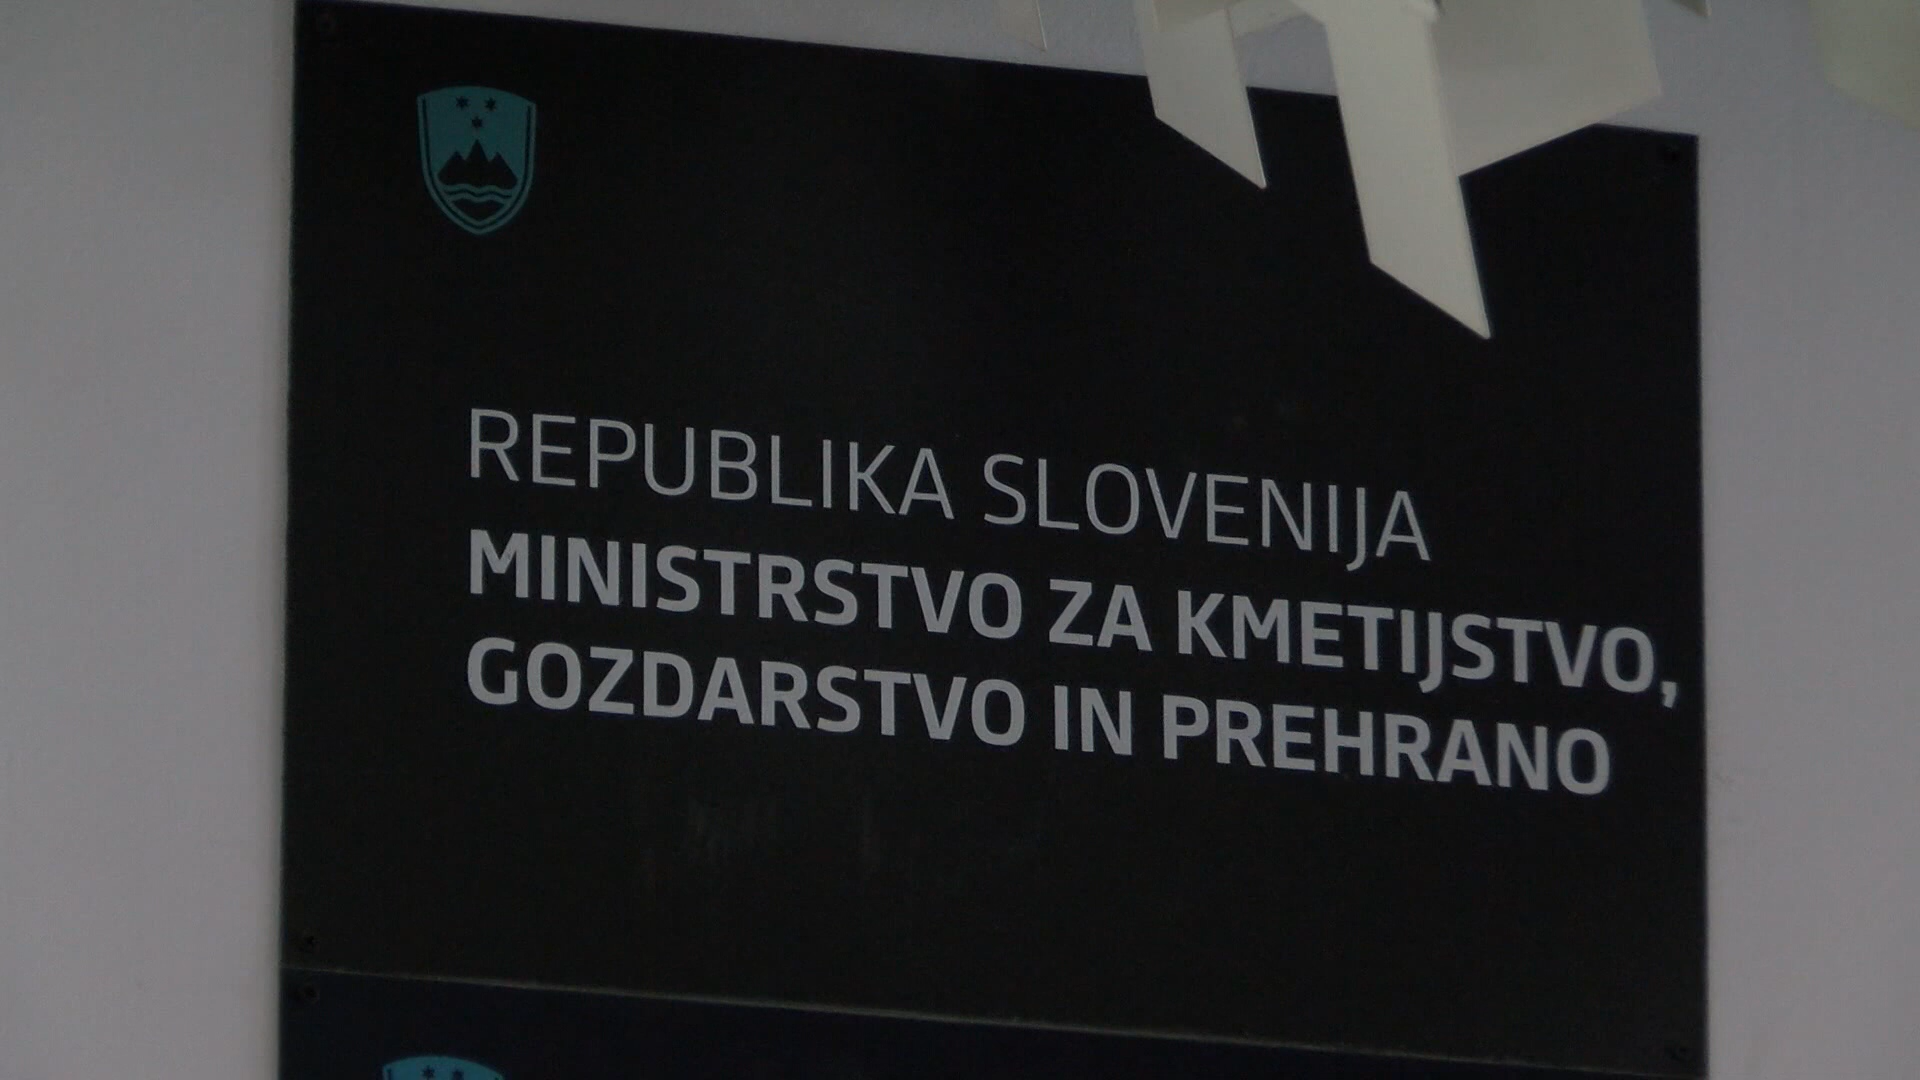 REPUBLIKA SLOVENIJA
MINISTRSTVO ZA KMETIJSTVO,
GOZDARSTVO IN PREHRANO